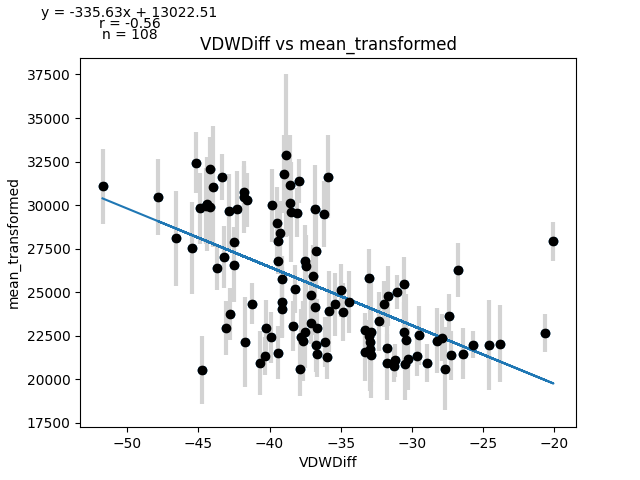 y = -335.63x + 13022.51
r = -0.56
n = 108
VDWDiff vs mean_transformed
37500
35000
32500
30000
27500
25000
22500
20000
17500
mean_transformed
−50
−45
−40
−35
−30
−25
−20
VDWDiff